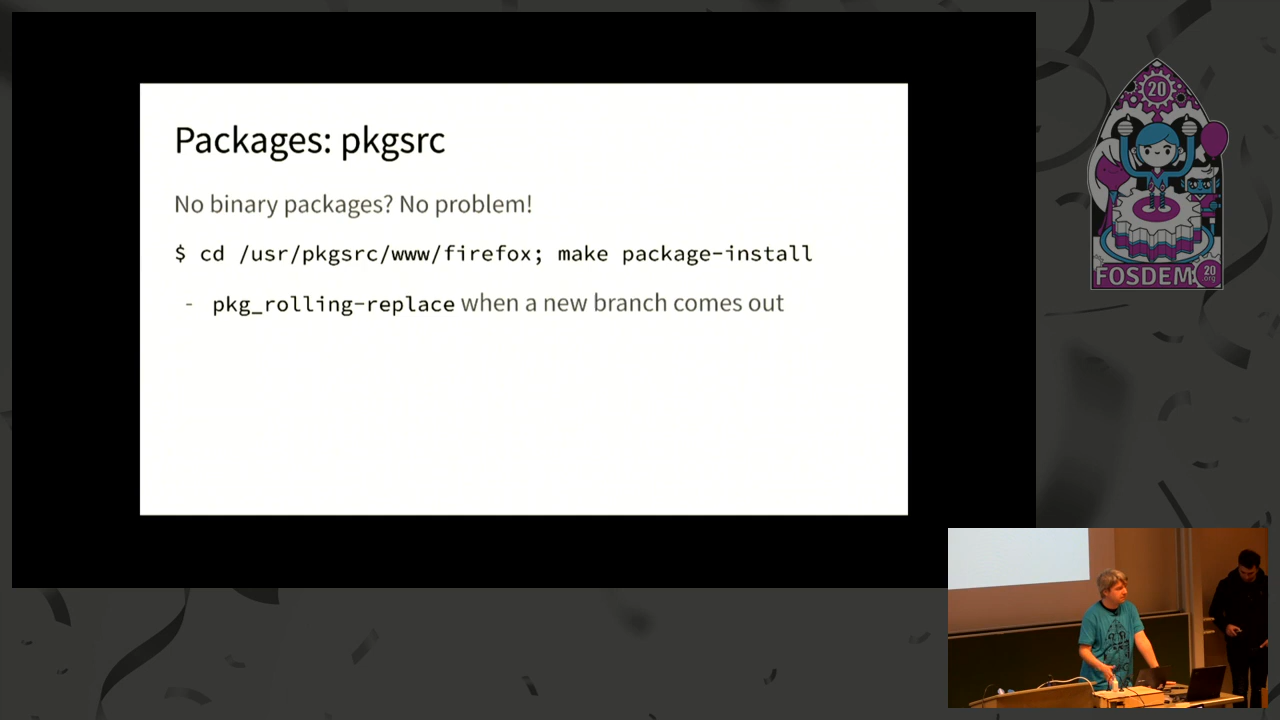 Packages: pkgsrc
No binary packages? No problem!
$ cd /usr/pkgsrc/www/firefox; make package-install
- pkg_rolling-replace when a new branch comes out
20
FOSDEM
20
.org